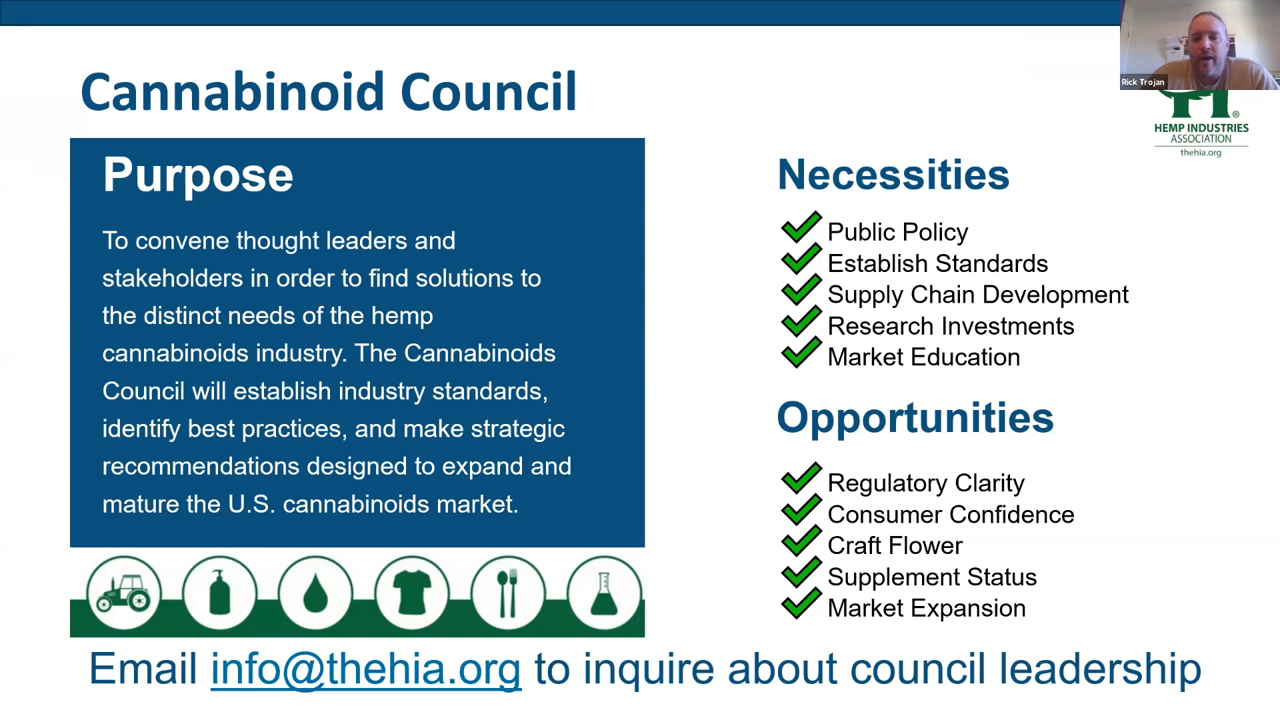 Cannabinoid Council
Rick Trojan
®
HEMP INDUSTRIES
ASSOCIATION
thehia.org
Purpose
To convene thought leaders and
stakeholders in order to find solutions to
the distinct needs of the hemp
cannabinoids industry. The Cannabinoids
Council will establish industry standards,
identify best practices, and make strategic
recommendations designed to expand and
mature the U.S. cannabinoids market.
Necessities
Public Policy
Establish Standards
Supply Chain Development
Research Investments
Market Education
Opportunities
Regulatory Clarity
Consumer Confidence
Craft Flower
Supplement Status
Market Expansion
Email info@thehia.org to inquire about council leadership